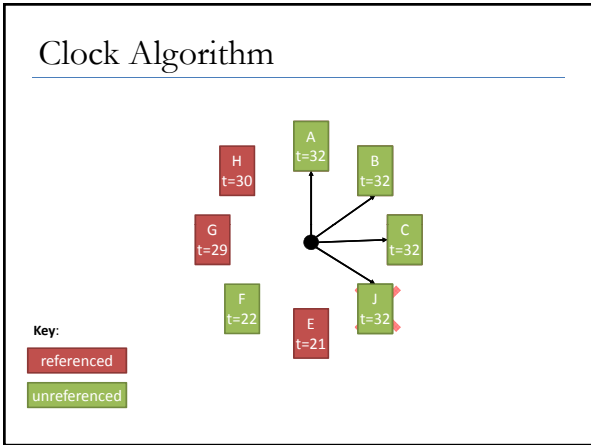 Clock Algorithm
A
t=32
H
t=30
B
t=32
G
t=29
C
t=32
F
t=22
J
t=32
E
t=21
Key:
referenced
unreferenced